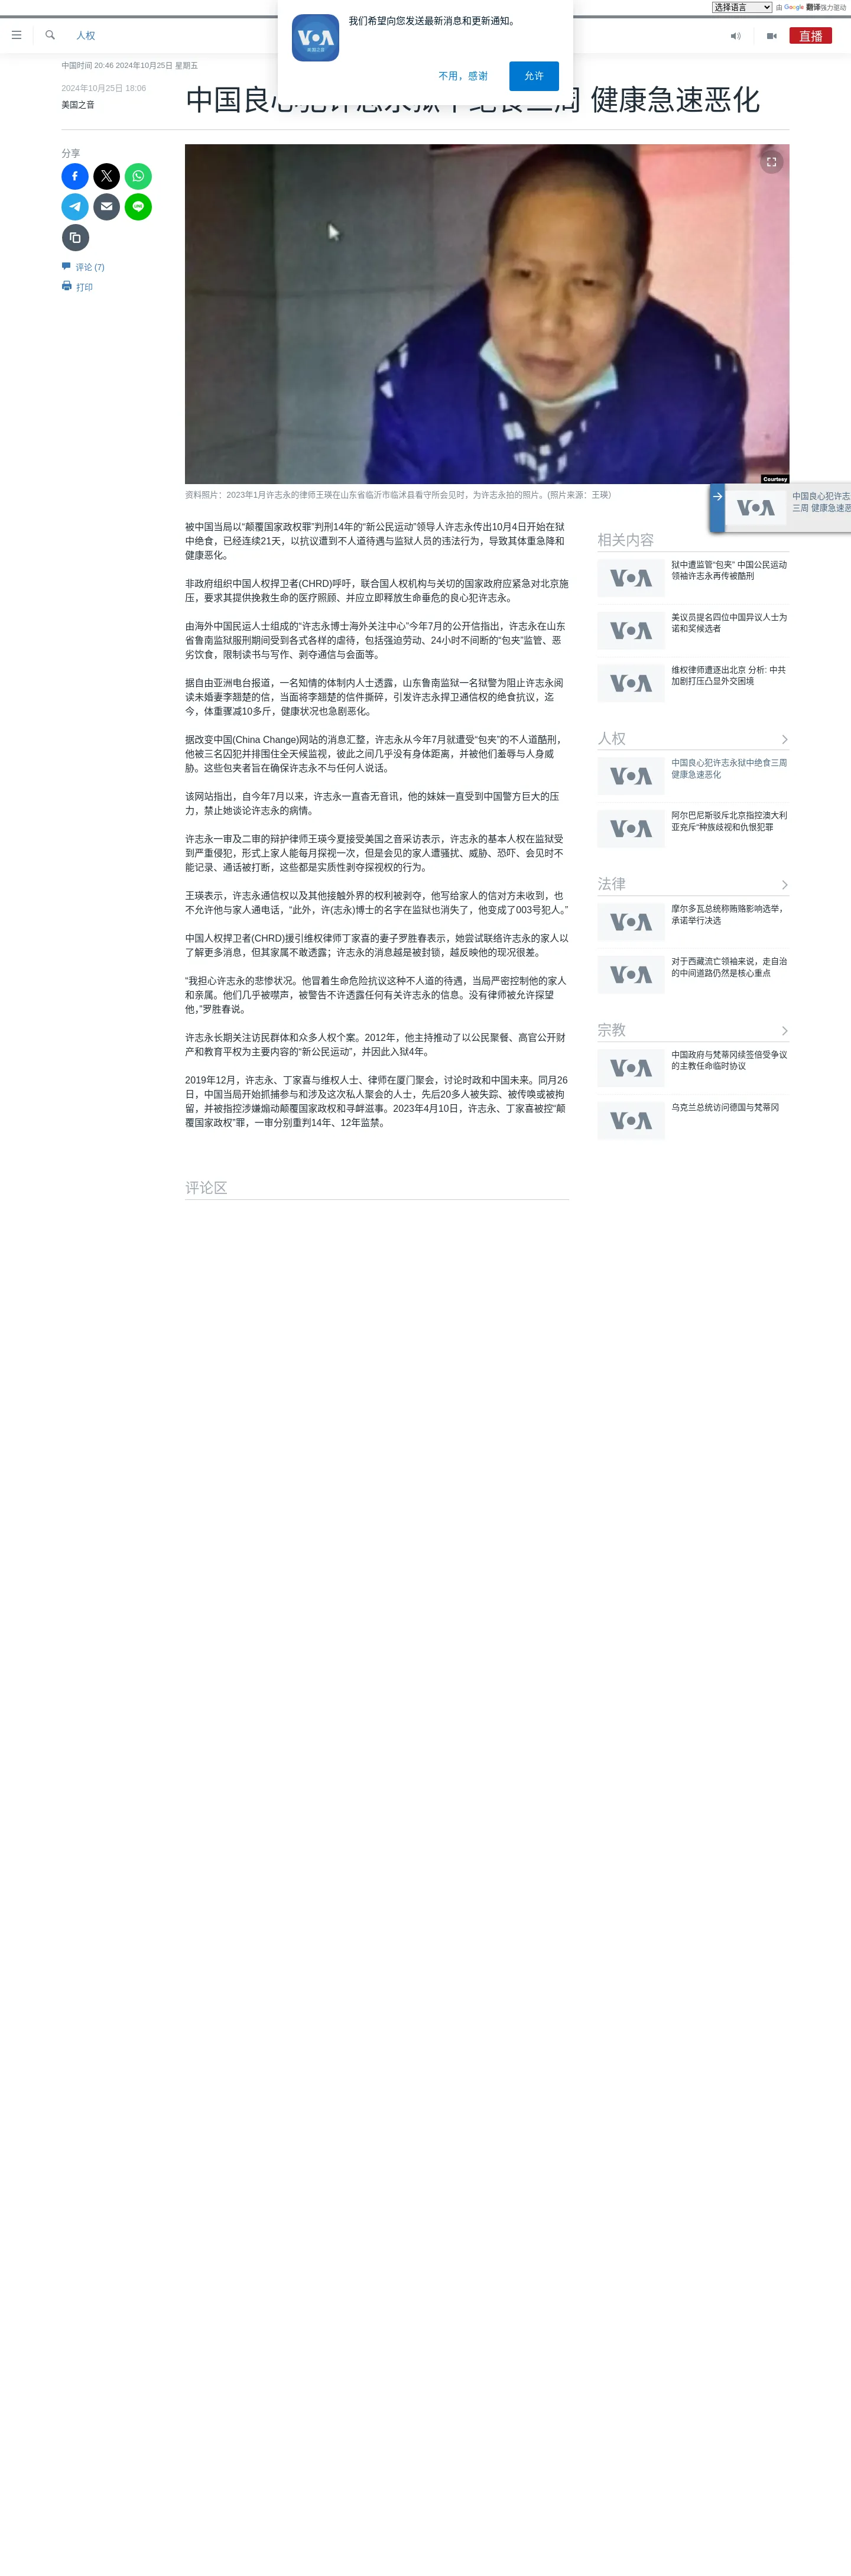 选择语言 由 Google 翻译强力驱动
我们希望向您发送最新消息和更新通知。
不用，感谢 允许
VOA
美国之音
人权
直播
中国时间 20:46 2024年10月25日 星期五
2024年10月25日 18:06
美国之音
中国良心犯许志永狱中绝食三周 健康急速恶化
分享
评论 (7)
打印
Courtesy
资料照片：2023年1月许志永的律师王瑛在山东省临沂市临沭县看守所会见时，为许志永拍的照片。(照片来源：王瑛）
VOA
中国良心犯许志
三周 健康急速恶
被中国当局以“颠覆国家政权罪”判刑14年的“新公民运动”领导人许志永传出10月4日开始在狱
中绝食，已经连续21天，以抗议遭到不人道待遇与监狱人员的违法行为，导致其体重急降和
健康恶化。
非政府组织中国人权捍卫者(CHRD)呼吁，联合国人权机构与关切的国家政府应紧急对北京施
压，要求其提供挽救生命的医疗照顾、并应立即释放生命垂危的良心犯许志永。
由海外中国民运人士组成的“许志永博士海外关注中心”今年7月的公开信指出，许志永在山东
省鲁南监狱服刑期间受到各式各样的虐待，包括强迫劳动、24小时不间断的“包夹”监管、恶
劣饮食，限制读书与写作、剥夺通信与会面等。
据自由亚洲电台报道，一名知情的体制内人士透露，山东鲁南监狱一名狱警为阻止许志永阅
读未婚妻李翘楚的信，当面将李翘楚的信件撕碎，引发许志永捍卫通信权的绝食抗议，迄
今，体重骤减10多斤，健康状况也急剧恶化。
据改变中国(China Change)网站的消息汇整，许志永从今年7月就遭受“包夹”的不人道酷刑，
他被三名囚犯并排围住全天候监视，彼此之间几乎没有身体距离，并被他们羞辱与人身威
胁。这些包夹者旨在确保许志永不与任何人说话。
该网站指出，自今年7月以来，许志永一直杳无音讯，他的妹妹一直受到中国警方巨大的压
力，禁止她谈论许志永的病情。
许志永一审及二审的辩护律师王瑛今夏接受美国之音采访表示，许志永的基本人权在监狱受
到严重侵犯，形式上家人能每月探视一次，但是会见的家人遭骚扰、威胁、恐吓、会见时不
能记录、通话被打断，这些都是实质性剥夺探视权的行为。
王瑛表示，许志永通信权以及其他接触外界的权利被剥夺，他写给家人的信对方未收到，也
不允许他与家人通电话，“此外，许(志永)博士的名字在监狱也消失了，他变成了003号犯人。”
中国人权捍卫者(CHRD)援引维权律师丁家喜的妻子罗胜春表示，她尝试联络许志永的家人以
了解更多消息，但其家属不敢透露；许志永的消息越是被封锁，越反映他的现况很差。
“我担心许志永的悲惨状况。他冒着生命危险抗议这种不人道的待遇，当局严密控制他的家人
和亲属。他们几乎被噤声，被警告不许透露任何有关许志永的信息。没有律师被允许探望
他，”罗胜春说。
许志永长期关注访民群体和众多人权个案。2012年，他主持推动了以公民聚餐、高官公开财
产和教育平权为主要内容的“新公民运动”，并因此入狱4年。
2019年12月，许志永、丁家喜与维权人士、律师在厦门聚会，讨论时政和中国未来。同月26
日，中国当局开始抓捕参与和涉及这次私人聚会的人士，先后20多人被失踪、被传唤或被拘
留，并被指控涉嫌煽动颠覆国家政权和寻衅滋事。2023年4月10日，许志永、丁家喜被控“颠
覆国家政权”罪，一审分别重判14年、12年监禁。
评论区
相关内容
VOA
狱中遭监管“包夹” 中国公民运动
领袖许志永再传被酷刑
VOA
美议员提名四位中国异议人士为
诺和奖候选者
VOA
维权律师遭逐出北京 分析: 中共
加剧打压凸显外交困境
人权
VOA
中国良心犯许志永狱中绝食三周
健康急速恶化
VOA
阿尔巴尼斯驳斥北京指控澳大利
亚充斥“种族歧视和仇恨犯罪
法律
VOA
摩尔多瓦总统称贿赂影响选举，
承诺举行决选
VOA
对于西藏流亡领袖来说，走自治
的中间道路仍然是核心重点
宗教
VOA
中国政府与梵蒂冈续签倍受争议
的主教任命临时协议
VOA
乌克兰总统访问德国与梵蒂冈